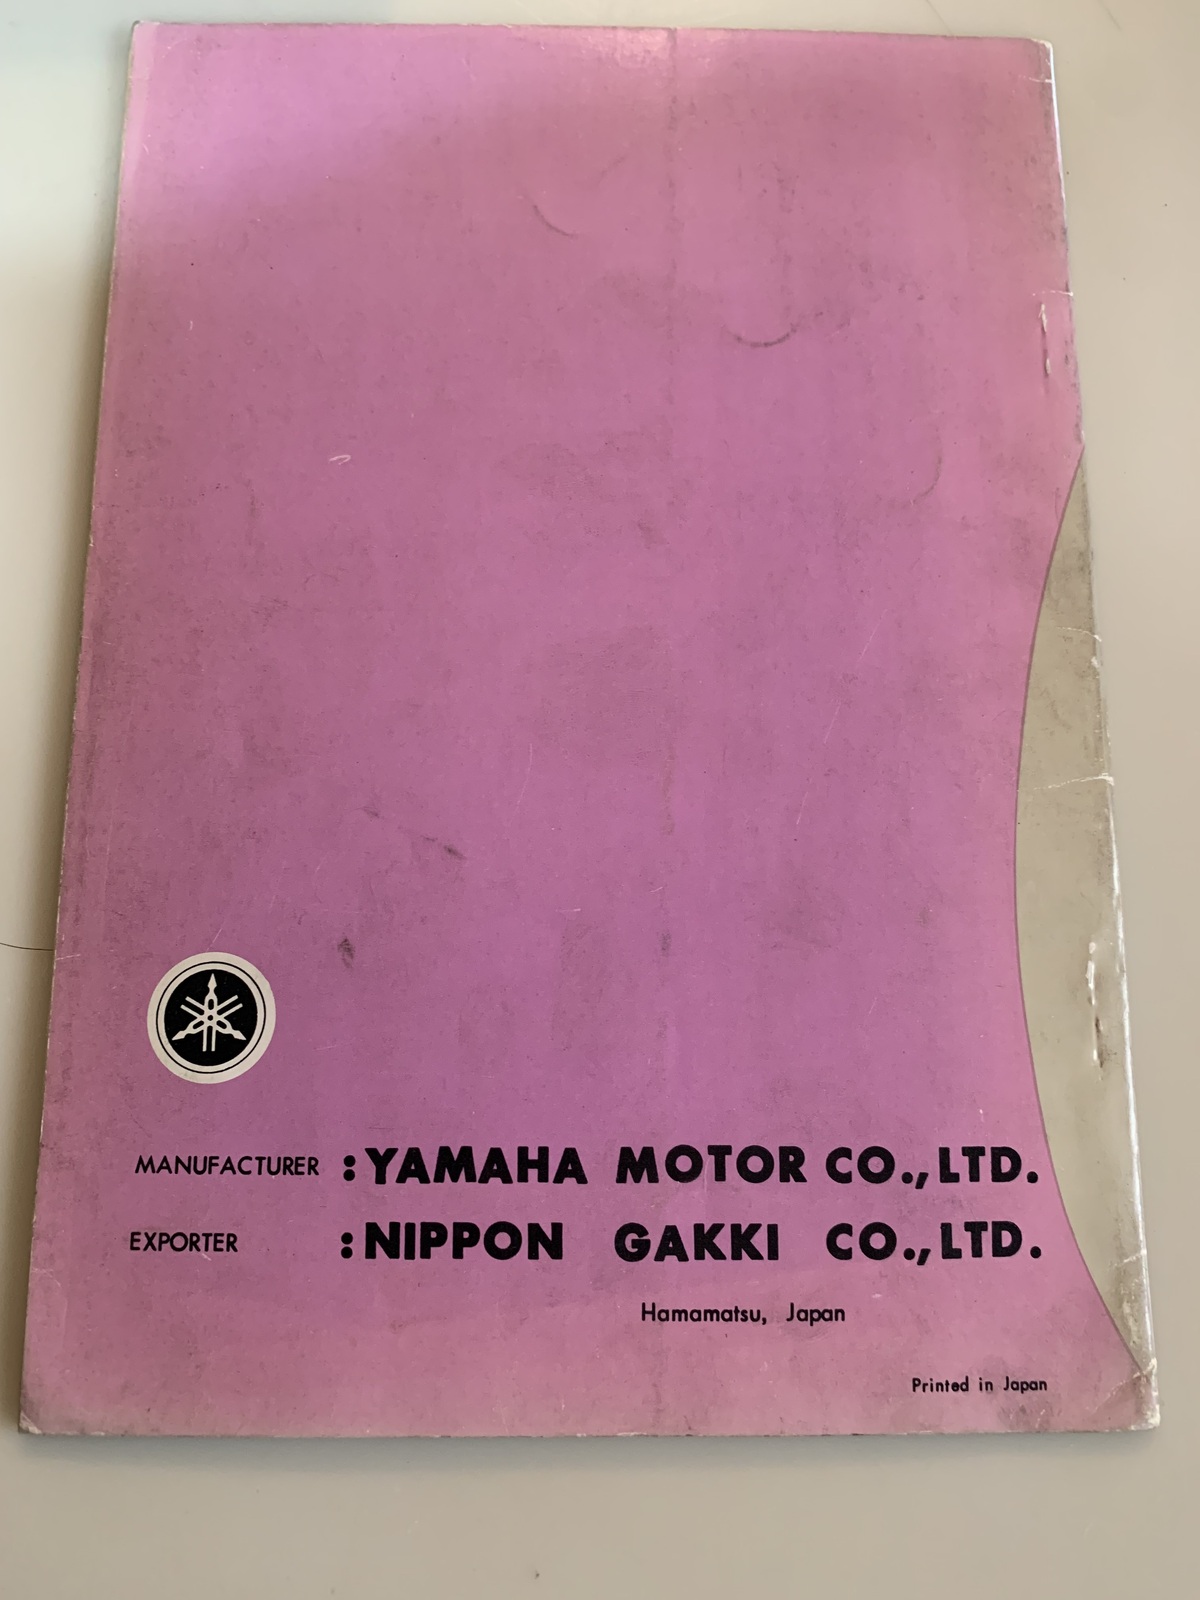 MANUFACTURER : YAMAHA MOTOR CO., LTD.
EXPORTER : NIPPON GAKKI CO., LTD.
Hamamatsu, Japan
Printed in Japan